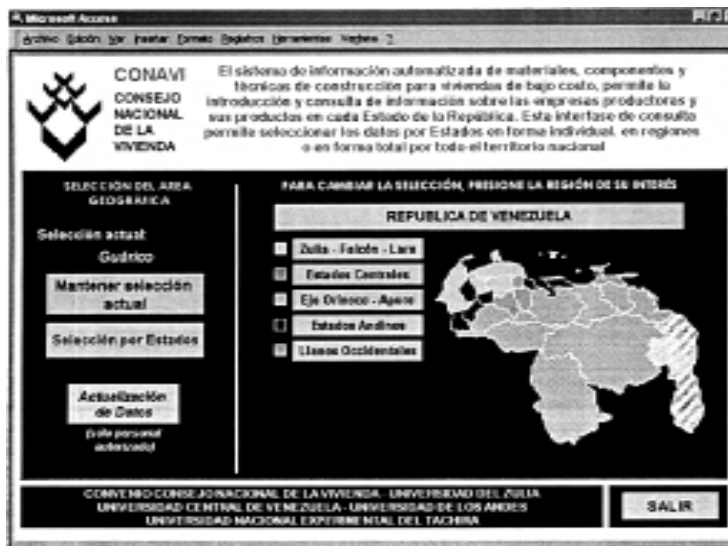 Microsoft Access
Archivo Edición Ver Insertar Formato Registros Herramientas Ventana ?
CONAVI
CONSEJO
NACIONAL
DE LA
VIVIENDA
El sistema de información automatizada de materiales, componentes y
técnicas de construcción para viviendas de bajo costo, permite la
introducción y consulta de información sobre las empresas productoras y
sus productos en cada Estado de la República. Esta interfase de consulta
permite seleccionar los datos por Estados en forma individual, en regiones
o en forma total por todo el territorio nacional
SELECCIÓN DEL AREA
GEOGRÁFICA
Selección actual:
Guárico
Mantener selección
actual
Selección por Estados
Actualización
de Datos
(sólo personal
autorizado)
PARA CAMBIAR LA SELECCIÓN, PRESIONE LA REGIÓN DE SU INTERÉS
REPUBLICA DE VENEZUELA
Zulia - Falcón - Lara
Estados Centrales
Eje Orinoco - Apure
Estados Andinos
Llanos Occidentales
CONVENIO CONSEJO NACIONAL DE LA VIVIENDA - UNIVERSIDAD DEL ZULIA
UNIVERSIDAD CENTRAL DE VENEZUELA - UNIVERSIDAD DE LOS ANDES
UNIVERSIDAD NACIONAL EXPERIMENTAL DEL TACHIRA
SALIR